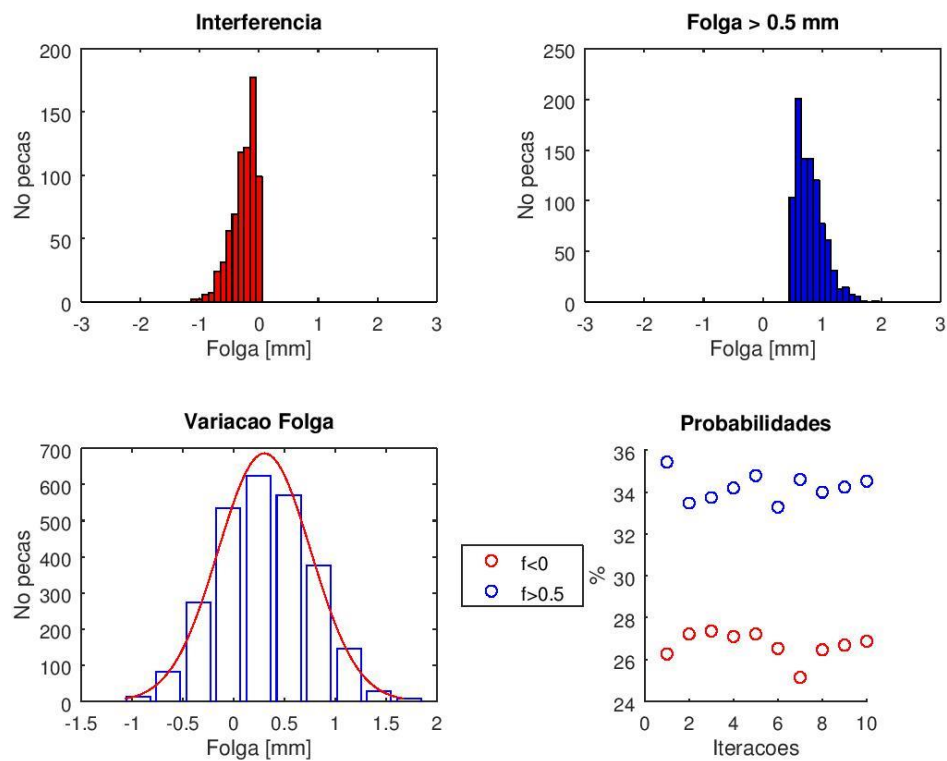 Interferencia
No pecas
200
150
100
50
0
-3 -2 -1 0 1 2 3
Folga [mm]
Folga > 0.5 mm
No pecas
250
200
150
100
50
0
-3 -2 -1 0 1 2 3
Folga [mm]
Variacao Folga
No pecas
700
600
500
400
300
200
100
0
-1.5 -1 -0.5 0 0.5 1 1.5 2
Folga [mm]
f<0
f>0.5
Probabilidades
%
36
34
32
30
28
26
24
0 2 4 6 8 10
Iteracoes